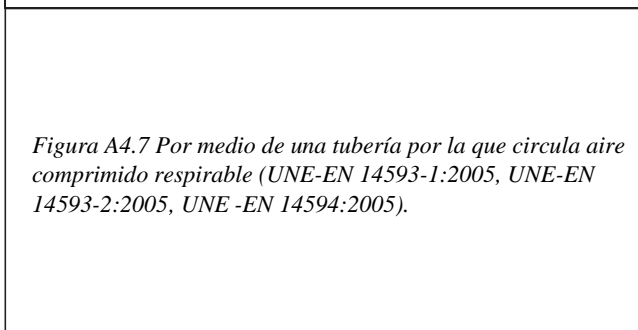 Figura A4.7 Por medio de una tubería por la que circula aire
comprimido respirable (UNE-EN 14593-1:2005, UNE-EN
14593-2:2005, UNE -EN 14594:2005).